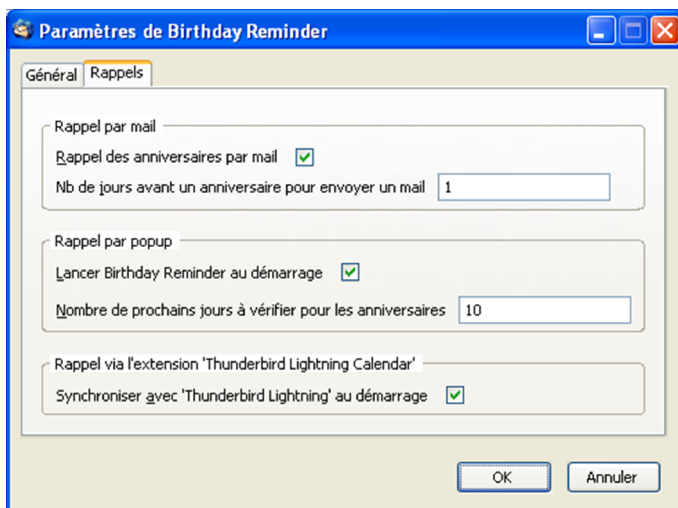 Paramètres de Birthday Reminder
Général Rappels
Rappel par mail
Rappel des anniversaires par mail
Nb de jours avant un anniversaire pour envoyer un mail 1
Rappel par popup
Lancer Birthday Reminder au démarrage
Nombre de prochains jours à vérifier pour les anniversaires 10
Rappel via l'extension 'Thunderbird Lightning Calendar'
Synchroniser avec 'Thunderbird Lightning' au démarrage
OK Annuler